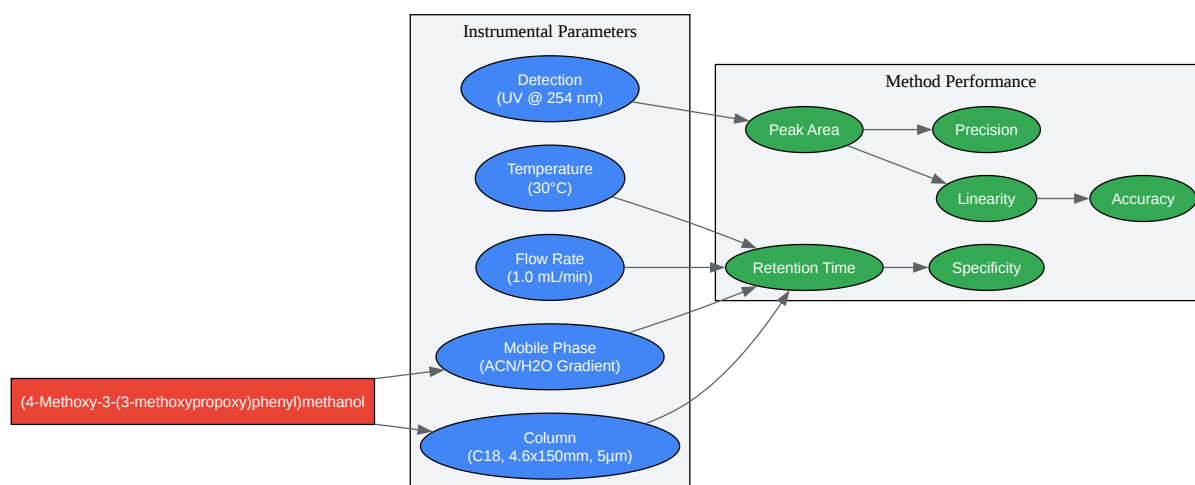 Instrumental Parameters
Detection
(UV @ 254 nm)
Temperature
(30°C)
Flow Rate
(1.0 mL/min)
Mobile Phase
(ACN/H2O Gradient)
Column
(C18, 4.6x150mm, 5µm)
(4-Methoxy-3-(3-methoxypropoxy)phenyl)methanol
Method Performance
Peak Area
Precision
Linearity
Accuracy
Retention Time
Specificity